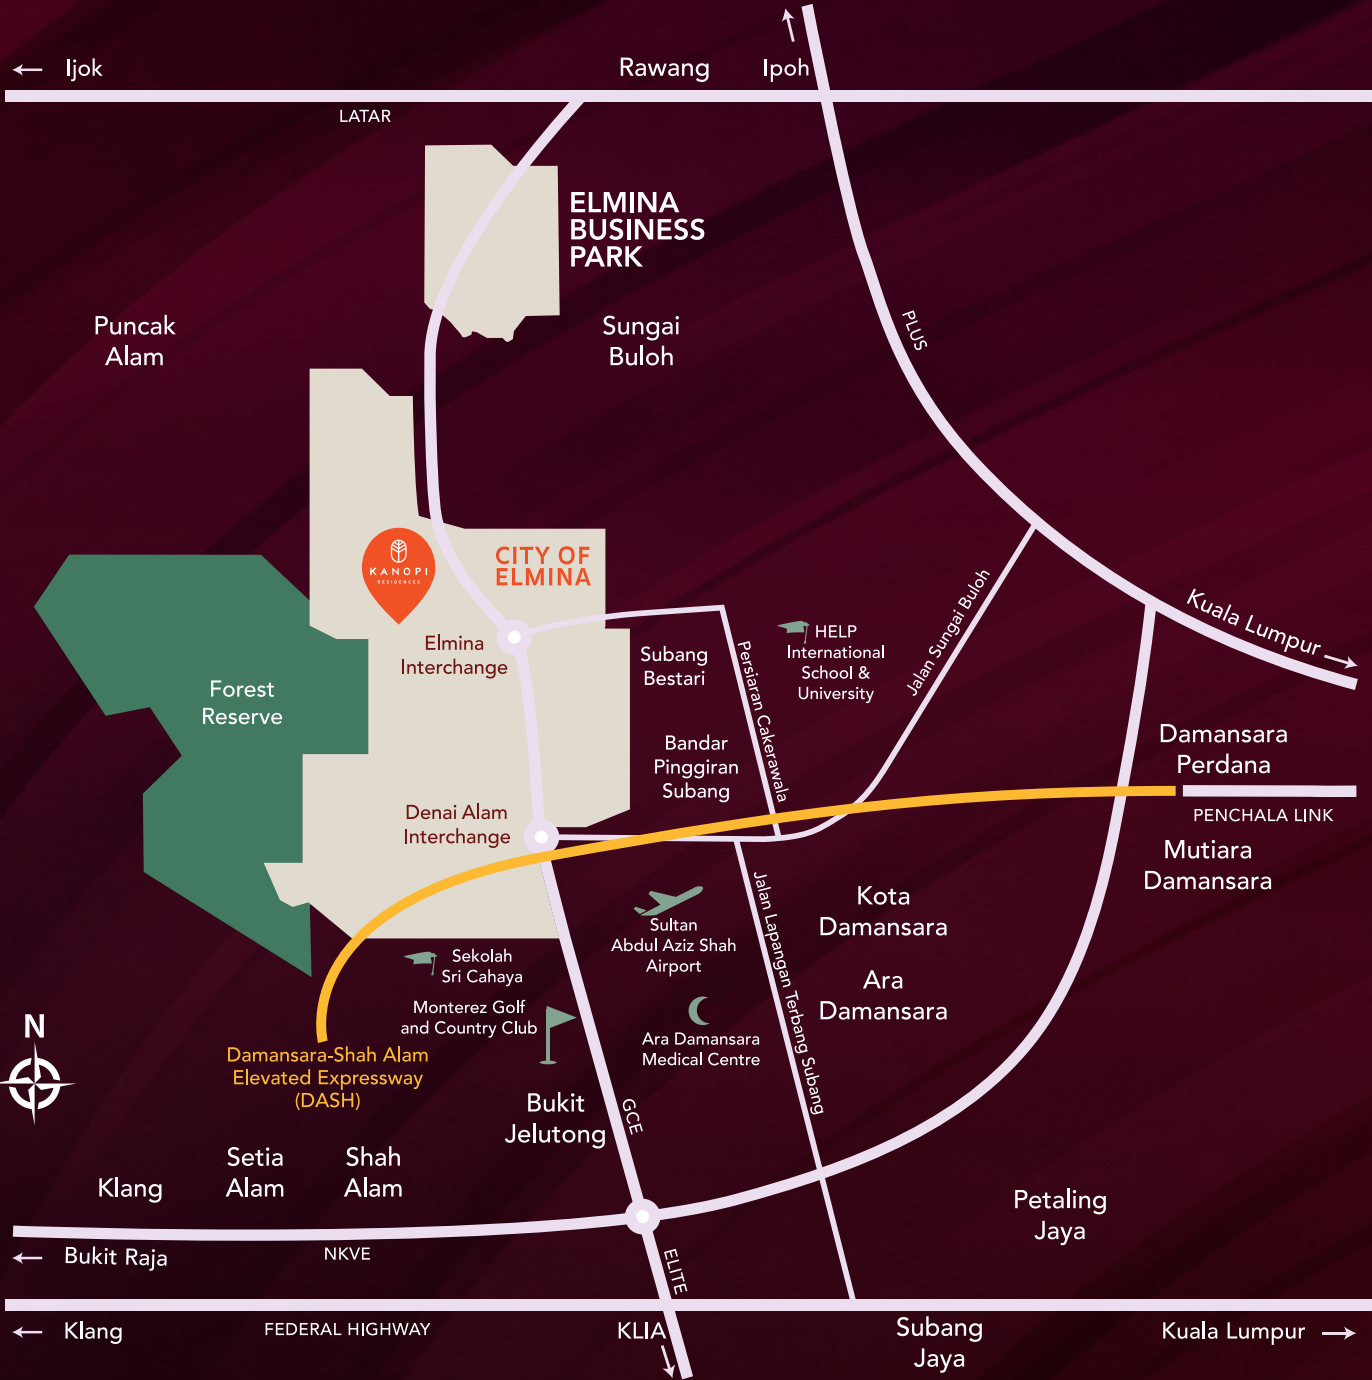 Ijok
Rawang
Ipoh
LATAR
ELMINA
BUSINESS
PARK
Puncak
Alam
Sungai
Buloh
PLUS
KANOPI
RESIDENCES
CITY OF
ELMINA
Elmina
Interchange
Subang
Bestari
Persiaran Cakerawala
HELP
International
School &
University
Jalan Sungai Buloh
Kuala Lumpur
Forest
Reserve
Bandar
Pinggiran
Subang
Damansara
Perdana
PENCHALA LINK
Denai Alam
Interchange
Mutiara
Damansara
Kota
Damansara
Sultan
Abdul Aziz Shah
Airport
Jalan Lapangan Terbang Subang
Sekolah
Sri Cahaya
Ara
Damansara
Monterez Golf
and Country Club
Ara Damansara
Medical Centre
N
Damansara-Shah Alam
Elevated Expressway
(DASH)
Bukit
Jelutong
GCE
Setia
Alam
Shah
Alam
Klang
Petaling
Jaya
Bukit Raja
NKVE
ELITE
Klang
FEDERAL HIGHWAY
KLIA
Subang
Jaya
Kuala Lumpur